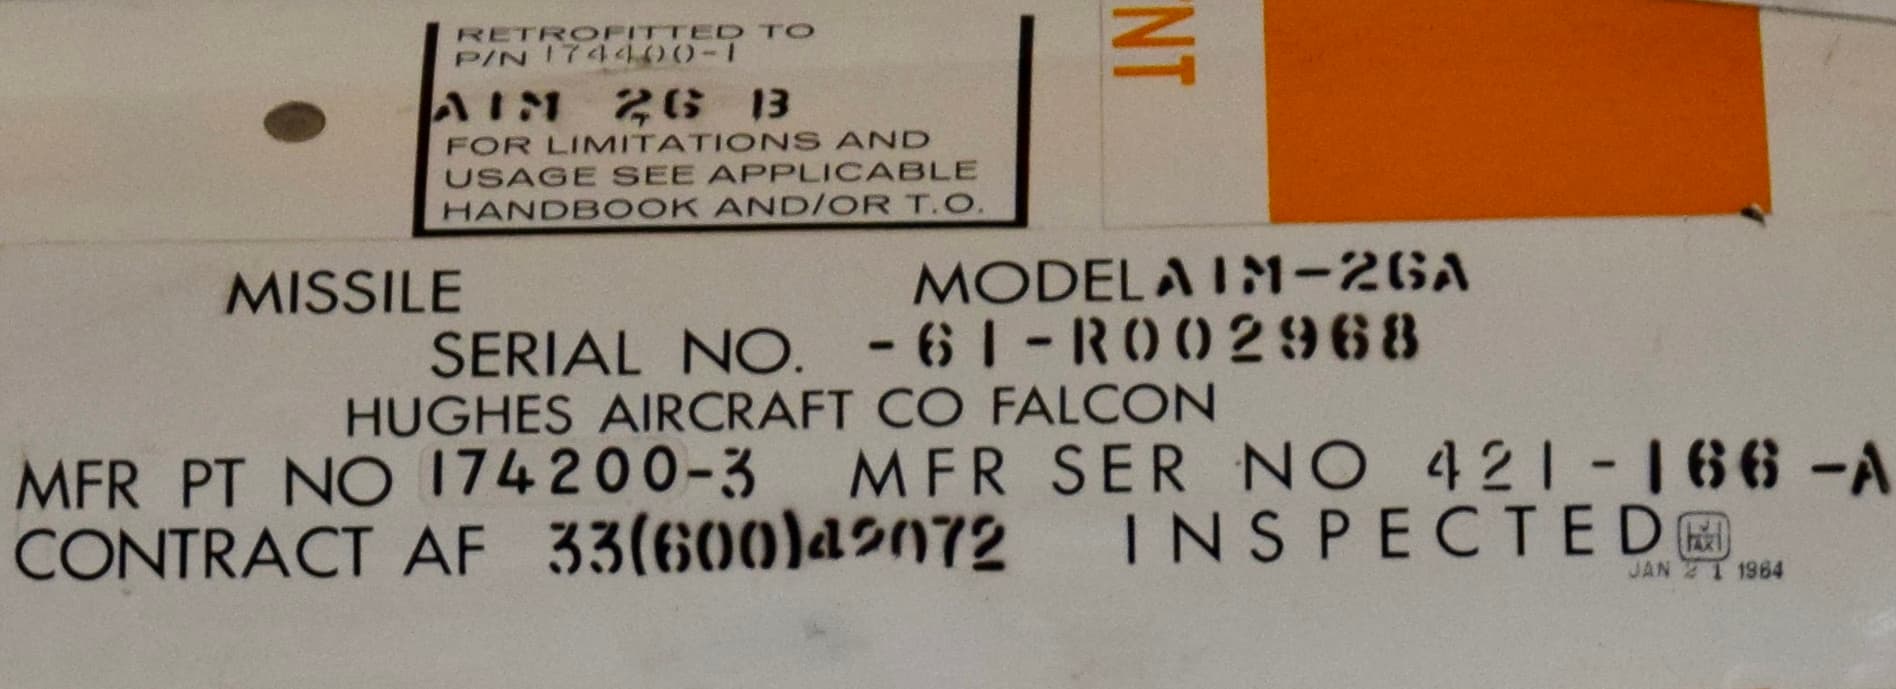 RETROFITTED TO
P/N 174400-1
AIM 26 B
FOR LIMITATIONS AND
USAGE SEE APPLICABLE
HANDBOOK AND/OR T.O.
NT
MISSILE MODEL AIM-26A
SERIAL NO. -61-R002968
HUGHES AIRCRAFT CO FALCON
MFR PT NO 174200-3 MFR SER NO 421-166-A
CONTRACT AF 33(600)42072 INSPECTED
JAN 21 1964